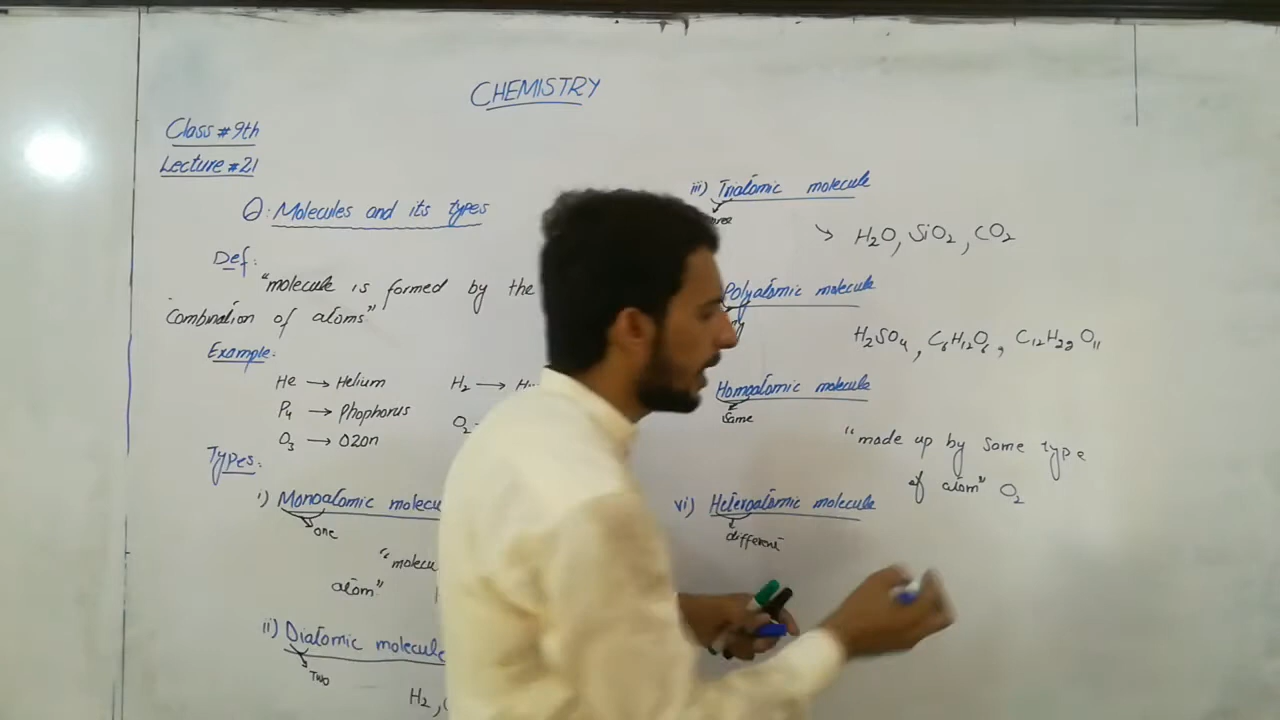 CHEMISTRY
Class # 9th
Lecture # 21
Q: Molecules and its types
Def:
"molecule is formed by the
Combination of atoms"
Example:
He → Helium
H₂ →
P₄ → Phophorus
O₂
O₃ → Ozon
Types:
i) Monoatomic molecu
one
"molecu
atom"
ii) Diatomic molecule
Two
H₂,
iii) Triatomic molecule
↘ H₂O, SiO₂, CO₂
Polyatomic molecule
H₂SO₄, C₆H₁₂O₆, C₁₂H₂₂O₁₁
Homoatomic molecule
Same
"made up by Same type
of atom" O₂
vi) Heteroatomic molecule
different